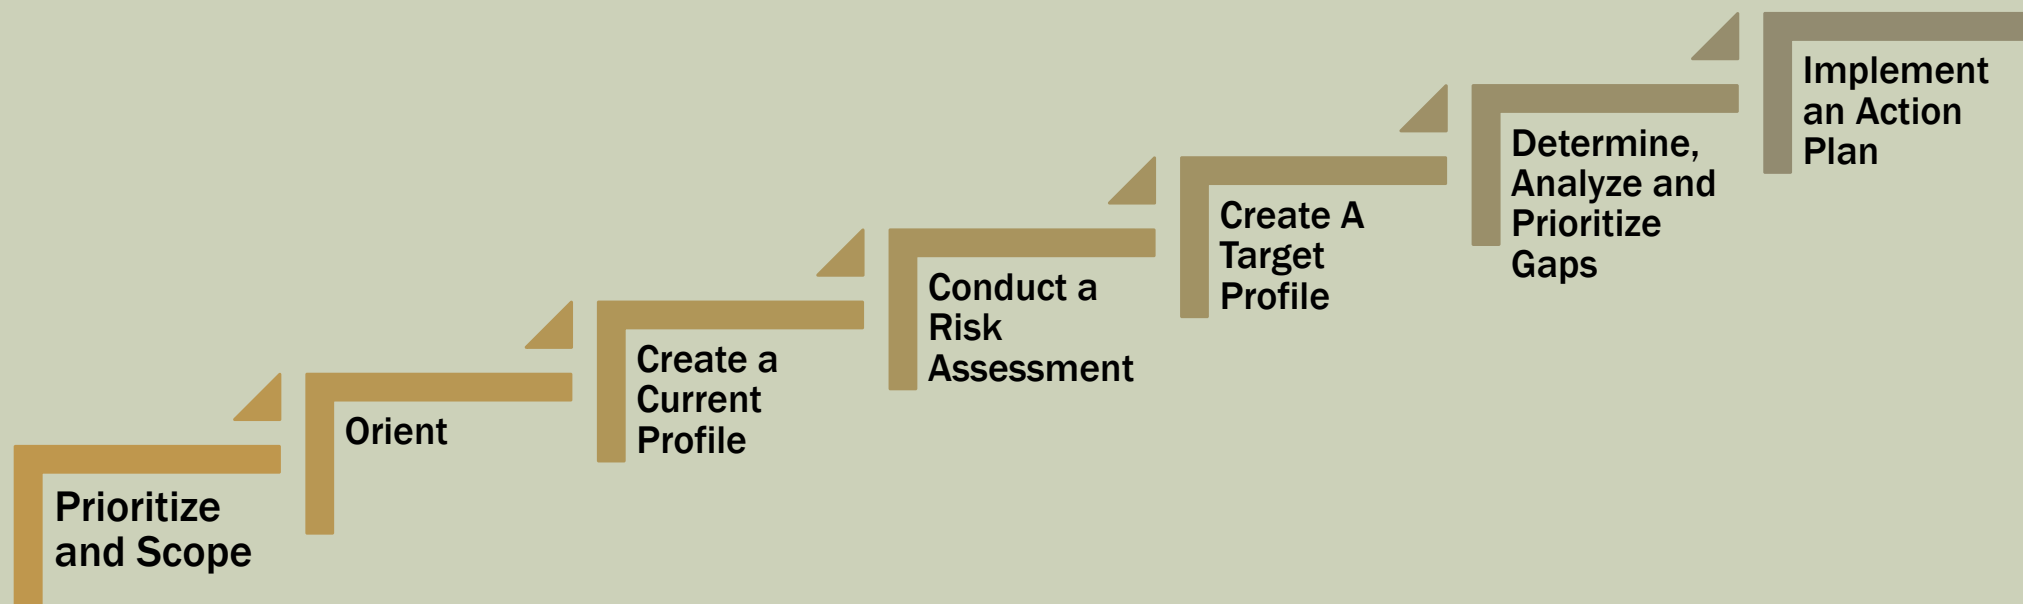 Prioritize
and Scope
Orient
Create a
Current
Profile
Conduct a
Risk
Assessment
Create A
Target
Profile
Determine,
Analyze and
Prioritize
Gaps
Implement
an Action
Plan